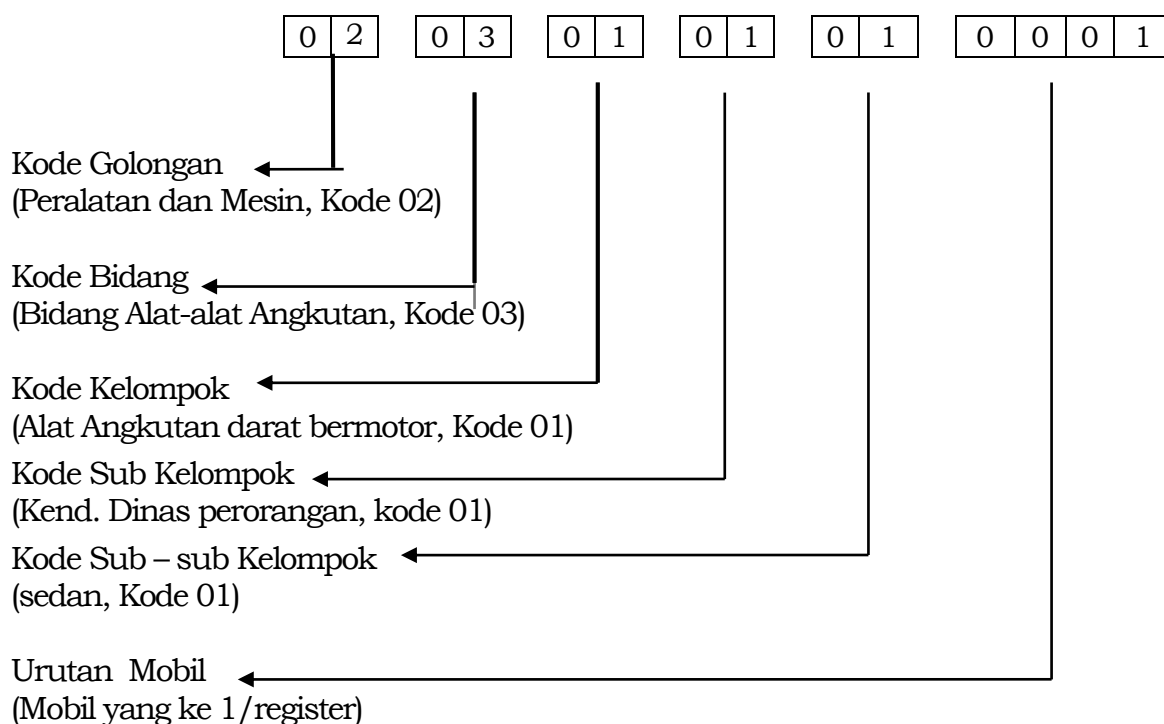 0 2 0 3 0 1 0 1 0 1 0 0 0 1
Kode Golongan
(Peralatan dan Mesin, Kode 02)
Kode Bidang
(Bidang Alat-alat Angkutan, Kode 03)
Kode Kelompok
(Alat Angkutan darat bermotor, Kode 01)
Kode Sub Kelompok
(Kend. Dinas perorangan, kode 01)
Kode Sub – sub Kelompok
(sedan, Kode 01)
Urutan Mobil
(Mobil yang ke 1/register)